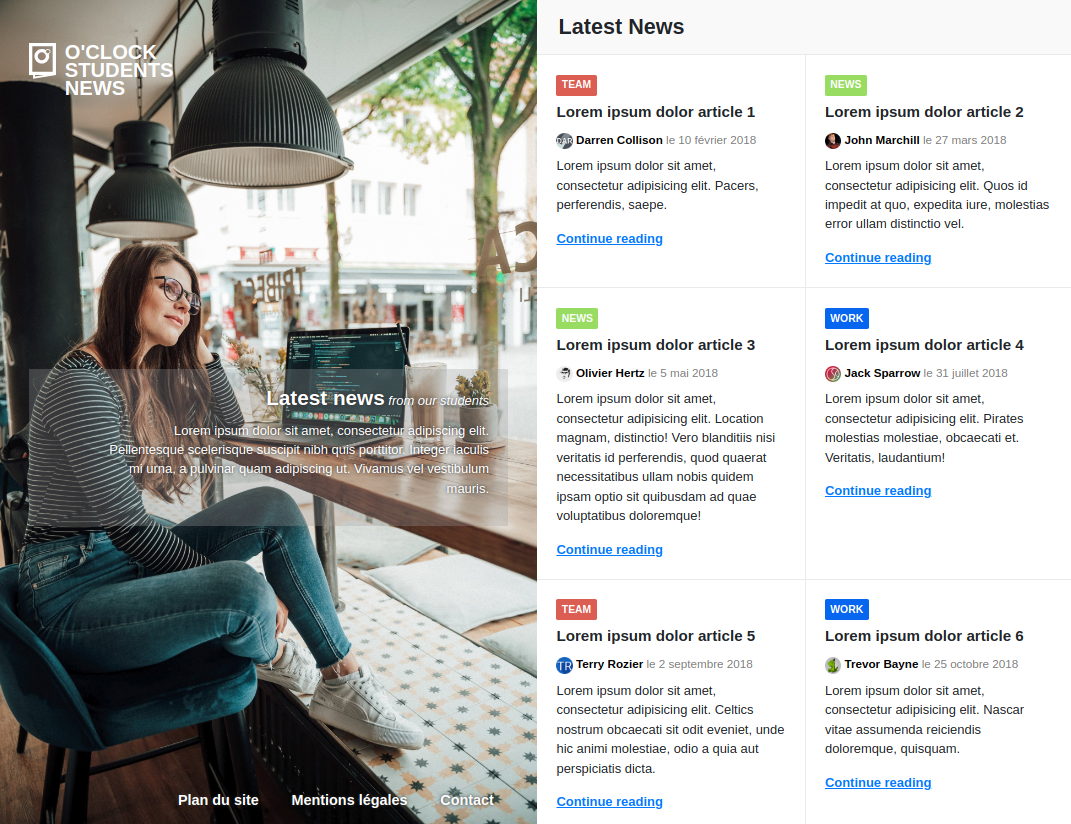 O'CLOCK
STUDENTS
NEWS
TRIBECA
Latest news from our students
Lorem ipsum dolor sit amet, consectetur adipiscing elit.
Pellentesque scelerisque suscipit nibh quis porttitor. Integer iaculis
mi urna, a pulvinar quam adipiscing ut. Vivamus vel vestibulum
mauris.
Plan du site
Mentions légales
Contact
Latest News
TEAM
Lorem ipsum dolor article 1
Darren Collison le 10 février 2018
Lorem ipsum dolor sit amet,
consectetur adipisicing elit. Pacers,
perferendis, saepe.
Continue reading
NEWS
Lorem ipsum dolor article 2
John Marchill le 27 mars 2018
Lorem ipsum dolor sit amet,
consectetur adipisicing elit. Quos id
impedit at quo, expedita iure, molestias
error ullam distinctio vel.
Continue reading
NEWS
Lorem ipsum dolor article 3
Olivier Hertz le 5 mai 2018
Lorem ipsum dolor sit amet,
consectetur adipisicing elit. Location
magnam, distinctio! Vero blanditiis nisi
veritatis id perferendis, quod quaerat
necessitatibus ullam nobis quidem
ipsam optio sit quibusdam ad quae
voluptatibus doloremque!
Continue reading
WORK
Lorem ipsum dolor article 4
Jack Sparrow le 31 juillet 2018
Lorem ipsum dolor sit amet,
consectetur adipisicing elit. Pirates
molestias molestiae, obcaecati et.
Veritatis, laudantium!
Continue reading
TEAM
Lorem ipsum dolor article 5
TR Terry Rozier le 2 septembre 2018
Lorem ipsum dolor sit amet,
consectetur adipisicing elit. Celtics
nostrum obcaecati sit odit eveniet, unde
hic animi molestiae, odio a quia aut
perspiciatis dicta.
Continue reading
WORK
Lorem ipsum dolor article 6
Trevor Bayne le 25 octobre 2018
Lorem ipsum dolor sit amet,
consectetur adipisicing elit. Nascar
vitae assumenda reiciendis
doloremque, quisquam.
Continue reading